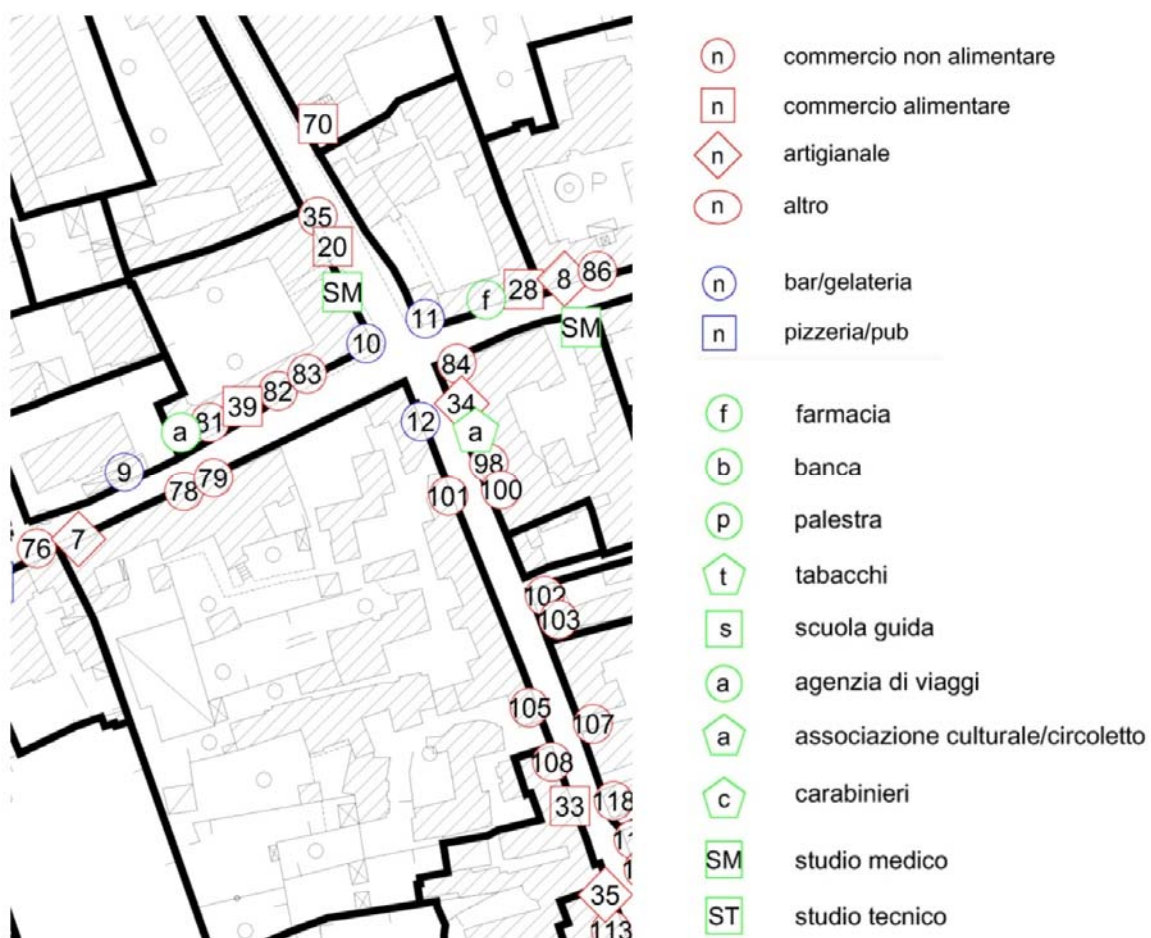 70
35
20
SM
10
11
f
28
8
86
SM
84
34
a
12
98
100
101
83
82
39
81
a
9
79
78
7
76
102
103
105
107
108
33
118
35
113
P
n commercio non alimentare
n commercio alimentare
n artigianale
n altro
n bar/gelateria
n pizzeria/pub
f farmacia
b banca
p palestra
t tabacchi
s scuola guida
a agenzia di viaggi
a associazione culturale/circoletto
c carabinieri
SM studio medico
ST studio tecnico